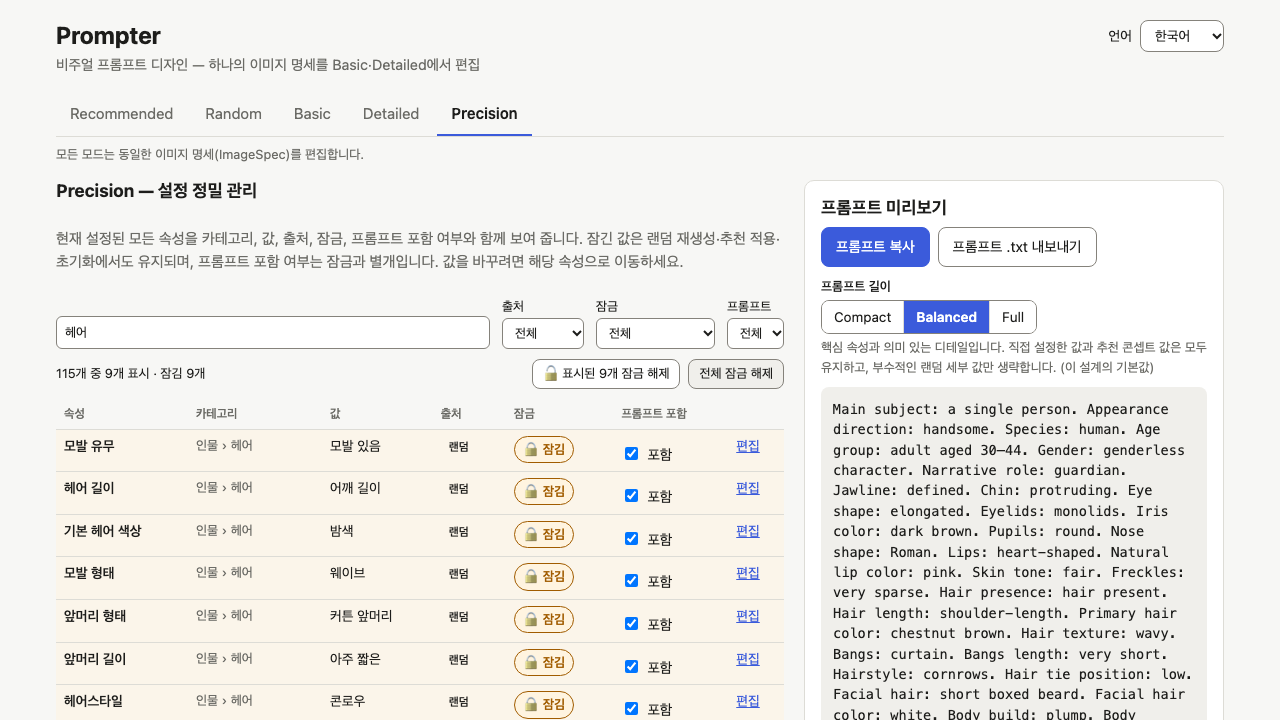 Prompter
언어
한국어
비주얼 프롬프트 디자인 — 하나의 이미지 명세를 Basic·Detailed에서 편집
Recommended
Random
Basic
Detailed
Precision
모든 모드는 동일한 이미지 명세(ImageSpec)를 편집합니다.
Precision — 설정 정밀 관리
현재 설정된 모든 속성을 카테고리, 값, 출처, 잠금, 프롬프트 포함 여부와 함께 보여 줍니다. 잠긴 값은 랜덤 재생성·추천 적용·
초기화에서도 유지되며, 프롬프트 포함 여부는 잠금과 별개입니다. 값을 바꾸려면 해당 속성으로 이동하세요.
출처
잠금
프롬프트
헤어
전체
전체
전체
115개 중 9개 표시 · 잠김 9개
표시된 9개 잠금 해제
전체 잠금 해제
속성 카테고리 값 출처 잠금 프롬프트 포함
모발 유무 인물 › 헤어 모발 있음 랜덤 잠김 포함 편집
헤어 길이 인물 › 헤어 어깨 길이 랜덤 잠김 포함 편집
기본 헤어 색상 인물 › 헤어 밤색 랜덤 잠김 포함 편집
모발 형태 인물 › 헤어 웨이브 랜덤 잠김 포함 편집
앞머리 형태 인물 › 헤어 커튼 앞머리 랜덤 잠김 포함 편집
앞머리 길이 인물 › 헤어 아주 짧은 랜덤 잠김 포함 편집
헤어스타일 인물 › 헤어 콘로우 랜덤 잠김 포함 편집
프롬프트 미리보기
프롬프트 복사
프롬프트 .txt 내보내기
프롬프트 길이
Compact
Balanced
Full
핵심 속성과 의미 있는 디테일입니다. 직접 설정한 값과 추천 콘셉트 값은 모두
유지하고, 부수적인 랜덤 세부 값만 생략합니다. (이 설계의 기본값)
Main subject: a single person. Appearance
direction: handsome. Species: human. Age
group: adult aged 30–44. Gender: genderless
character. Narrative role: guardian.
Jawline: defined. Chin: protruding. Eye
shape: elongated. Eyelids: monolids. Iris
color: dark brown. Pupils: round. Nose
shape: Roman. Lips: heart-shaped. Natural
lip color: pink. Skin tone: fair. Freckles:
very sparse. Hair presence: hair present.
Hair length: shoulder-length. Primary hair
color: chestnut brown. Hair texture: wavy.
Bangs: curtain. Bangs length: very short.
Hairstyle: cornrows. Hair tie position: low.
Facial hair: short boxed beard. Facial hair
color: white. Body build: plump. Body